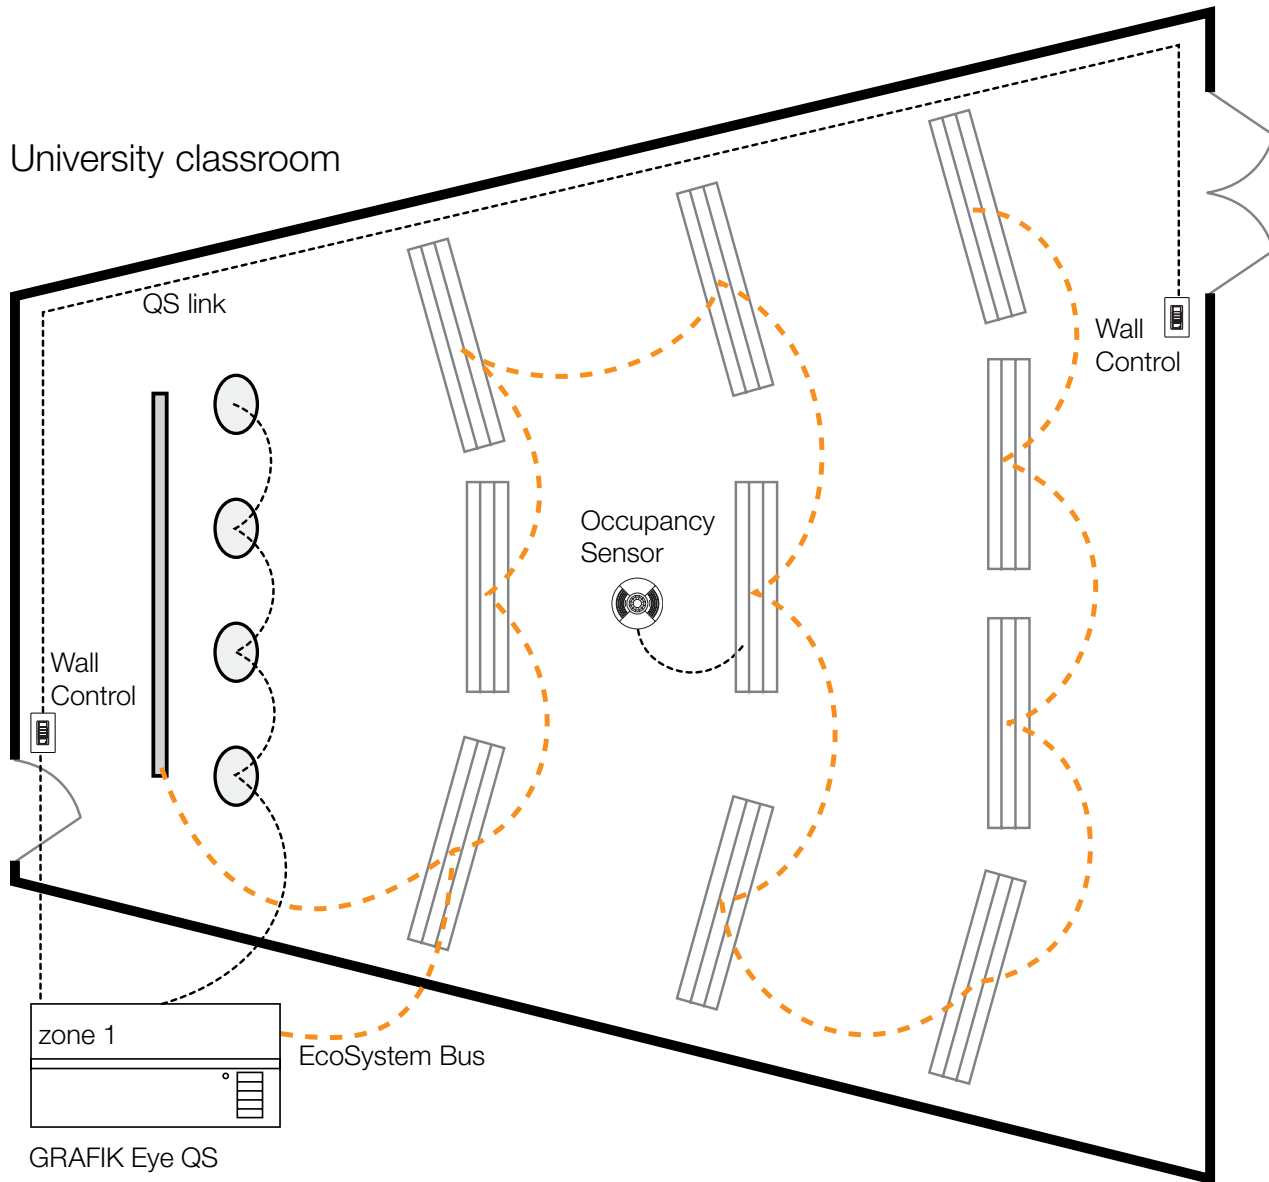 University classroom
QS link
Wall
Control
Occupancy
Sensor
Wall
Control
zone 1
EcoSystem Bus
GRAFIK Eye QS